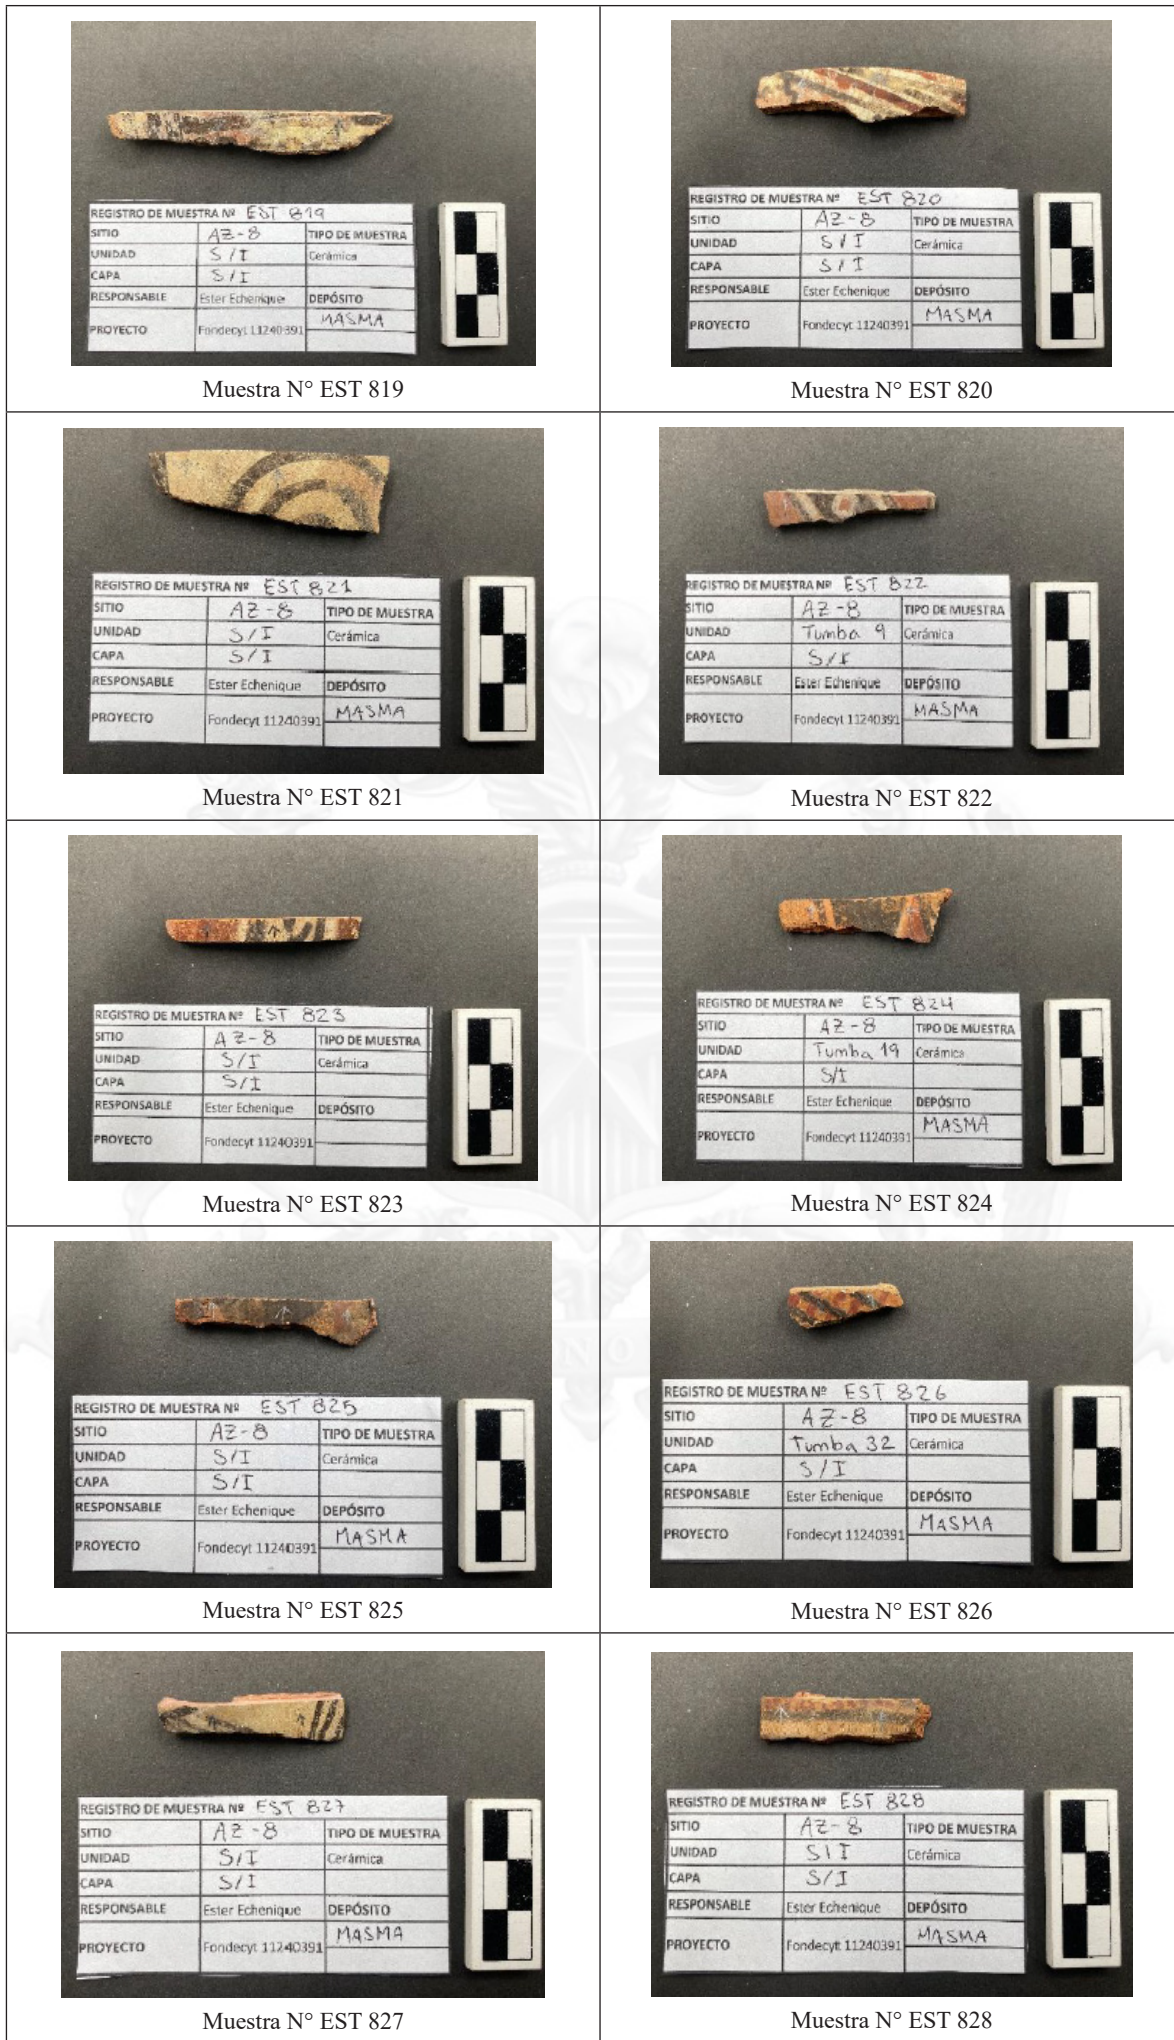 REGISTRO DE MUESTRA Nº EST 819
SITIO AZ-8 TIPO DE MUESTRA
UNIDAD S/I Cerámica
CAPA S/I
RESPONSABLE Ester Echenique DEPÓSITO
PROYECTO Fondecyt 11240391 MASMA
Muestra N° EST 819
REGISTRO DE MUESTRA Nº EST 820
SITIO AZ-8 TIPO DE MUESTRA
UNIDAD S/I Cerámica
CAPA S/I
RESPONSABLE Ester Echenique DEPÓSITO
PROYECTO Fondecyt 11240391 MASMA
Muestra N° EST 820
REGISTRO DE MUESTRA Nº EST 821
SITIO AZ-8 TIPO DE MUESTRA
UNIDAD S/I Cerámica
CAPA S/I
RESPONSABLE Ester Echenique DEPÓSITO
PROYECTO Fondecyt 11240391 MASMA
Muestra N° EST 821
REGISTRO DE MUESTRA Nº EST 822
SITIO AZ-8 TIPO DE MUESTRA
UNIDAD Tumba 9 Cerámica
CAPA S/I
RESPONSABLE Ester Echenique DEPÓSITO
PROYECTO Fondecyt 11240391 MASMA
Muestra N° EST 822
REGISTRO DE MUESTRA Nº EST 823
SITIO AZ-8 TIPO DE MUESTRA
UNIDAD S/I Cerámica
CAPA S/I
RESPONSABLE Ester Echenique DEPÓSITO
PROYECTO Fondecyt 11240391
Muestra N° EST 823
REGISTRO DE MUESTRA Nº EST 824
SITIO AZ-8 TIPO DE MUESTRA
UNIDAD Tumba 19 Cerámica
CAPA S/I
RESPONSABLE Ester Echenique DEPÓSITO
PROYECTO Fondecyt 11240391 MASMA
Muestra N° EST 824
REGISTRO DE MUESTRA Nº EST 825
SITIO AZ-8 TIPO DE MUESTRA
UNIDAD S/I Cerámica
CAPA S/I
RESPONSABLE Ester Echenique DEPÓSITO
PROYECTO Fondecyt 11240391 MASMA
Muestra N° EST 825
REGISTRO DE MUESTRA Nº EST 826
SITIO AZ-8 TIPO DE MUESTRA
UNIDAD Tumba 32 Cerámica
CAPA S/I
RESPONSABLE Ester Echenique DEPÓSITO
PROYECTO Fondecyt 11240391 MASMA
Muestra N° EST 826
REGISTRO DE MUESTRA Nº EST 827
SITIO AZ-8 TIPO DE MUESTRA
UNIDAD S/I Cerámica
CAPA S/I
RESPONSABLE Ester Echenique DEPÓSITO
PROYECTO Fondecyt 11240391 MASMA
Muestra N° EST 827
REGISTRO DE MUESTRA Nº EST 828
SITIO AZ-8 TIPO DE MUESTRA
UNIDAD S/I Cerámica
CAPA S/I
RESPONSABLE Ester Echenique DEPÓSITO
PROYECTO Fondecyt 11240391 MASMA
Muestra N° EST 828